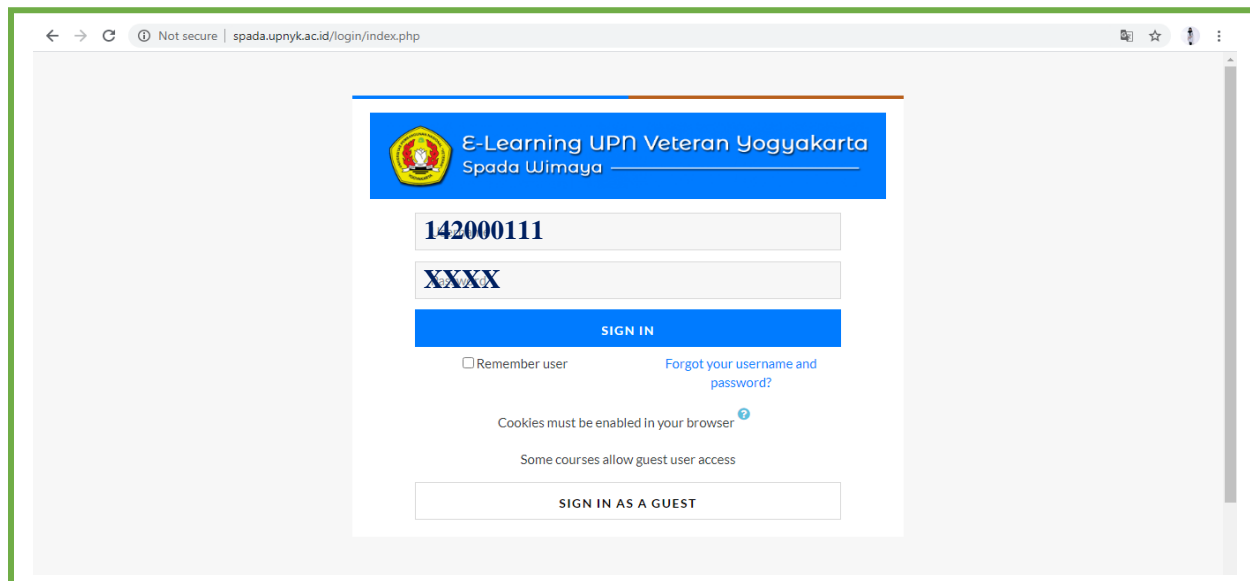 Not secure | spada.upnyk.ac.id/login/index.php
E-Learning UPN Veteran Yogyakarta
Spada Wimaya
142000111
XXXX
SIGN IN
Remember user
Forgot your username and
password?
Cookies must be enabled in your browser
Some courses allow guest user access
SIGN IN AS A GUEST